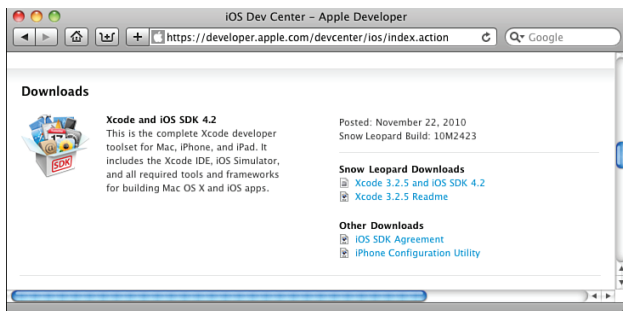 iOS Dev Center – Apple Developer
https://developer.apple.com/devcenter/ios/index.action
Google
Downloads
Xcode and iOS SDK 4.2
This is the complete Xcode developer
toolset for Mac, iPhone, and iPad. It
includes the Xcode IDE, iOS Simulator,
and all required tools and frameworks
for building Mac OS X and iOS apps.
SDK
Posted: November 22, 2010
Snow Leopard Build: 10M2423
Snow Leopard Downloads
Xcode 3.2.5 and iOS SDK 4.2
Xcode 3.2.5 Readme
Other Downloads
iOS SDK Agreement
iPhone Configuration Utility